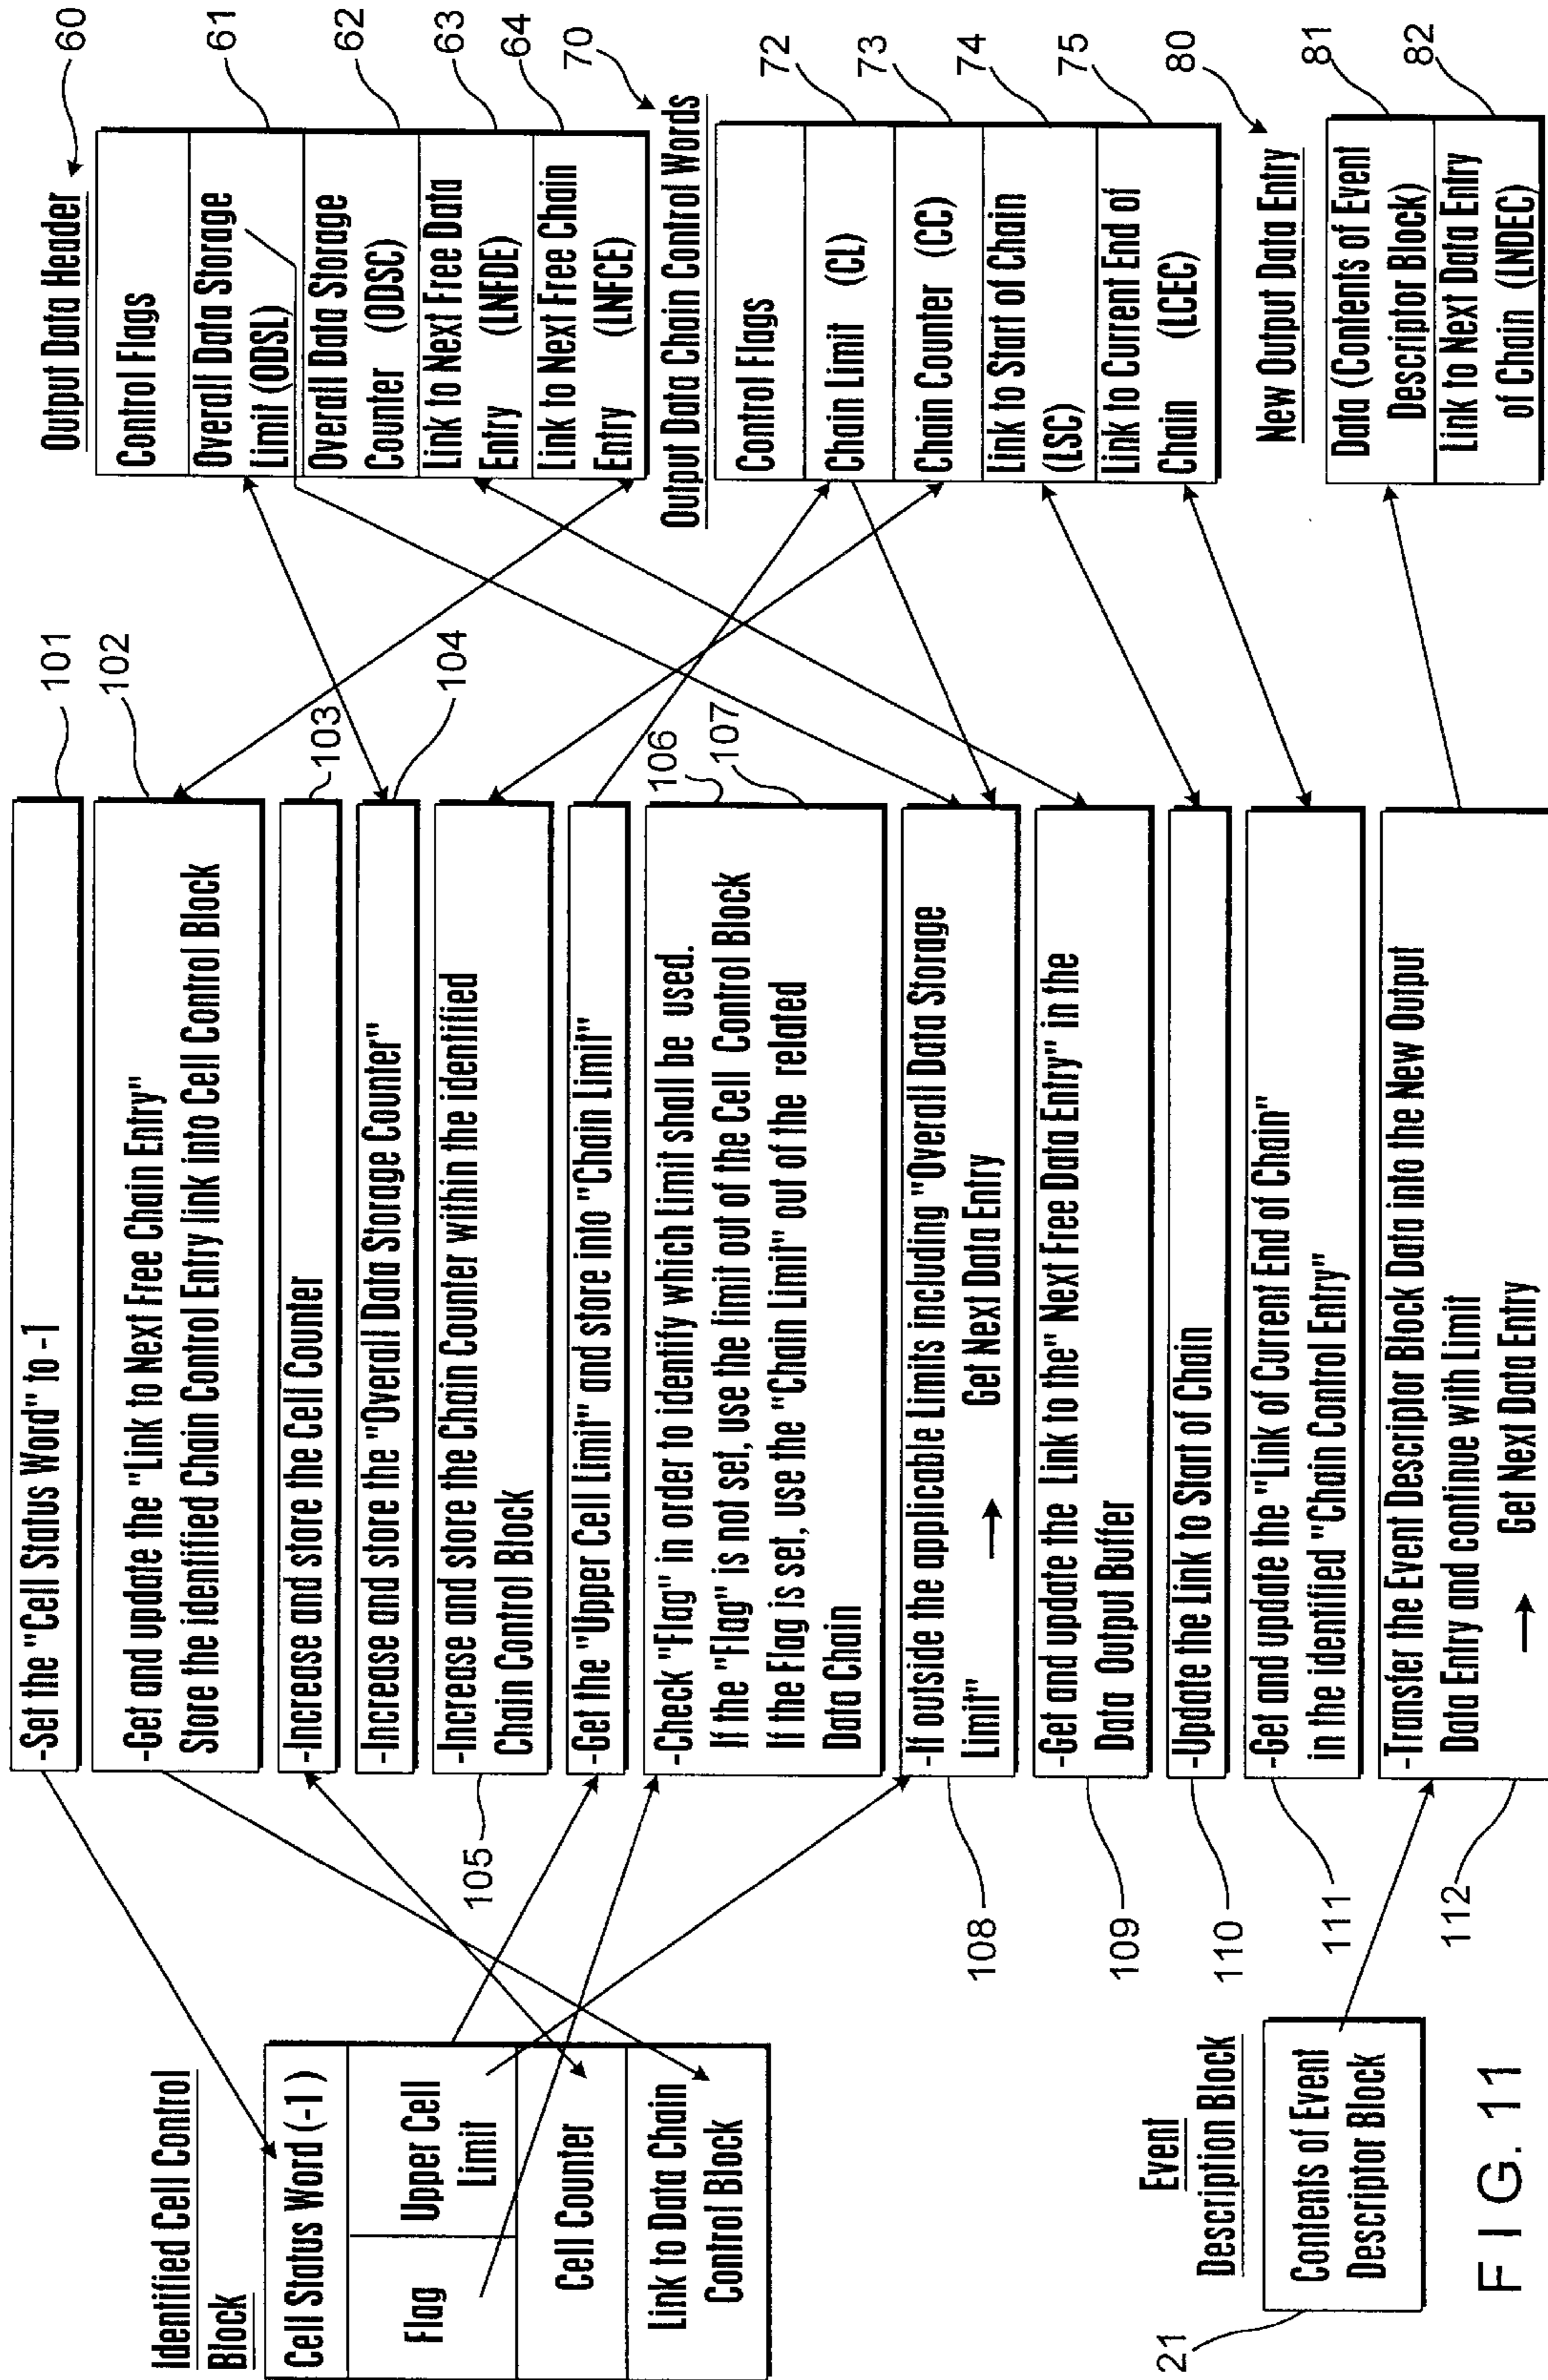 Identified Cell Control
Block
Cell Status Word (-1)
Flag
Upper Cell
Limit
Cell Counter
Link to Data Chain
Control Block
Event
Description Block
21
Contents of Event
Descriptor Block
FIG. 11
-Set the "Cell Status Word" to -1
101
-Get and update the "Link to Next Free Chain Entry"
Store the identified Chain Control Entry link into Cell Control Block
102
-Increase and store the Cell Counter
103
-Increase and store the "Overall Data Storage Counter"
104
-Increase and store the Chain Counter within the identified
Chain Control Block
105
-Get the "Upper Cell Limit" and store into "Chain Limit"
106
107
-Check "Flag" in order to identify which Limit shall be used.
If the "Flag" is not set, use the limit out of the Cell Control Block
If the Flag is set, use the "Chain Limit" out of the related
Data Chain
-If outside the applicable Limits including "Overall Data Storage
Limit" → Get Next Data Entry
108
-Get and update the Link to the" Next Free Data Entry" in the
Data Output Buffer
109
-Update the Link to Start of Chain
110
-Get and update the "Link of Current End of Chain"
in the identified "Chain Control Entry"
111
-Transfer the Event Descriptor Block Data into the New Output
Data Entry and continue with Limit
→ Get Next Data Entry
112
Output Data Header
60
Control Flags
Overall Data Storage
Limit (ODSL)
61
Overall Data Storage
Counter (ODSC)
62
Link to Next Free Data
Entry (LNFDE)
63
Link to Next Free Chain
Entry (LNFCE)
64
Output Data Chain Control Words
70
Control Flags
Chain Limit (CL)
72
Chain Counter (CC)
73
Link to Start of Chain
(LSC)
74
Link to Current End of
Chain (LCEC)
75
New Output Data Entry
80
Data (Contents of Event
Descriptor Block)
81
Link to Next Data Entry
of Chain (LNDEC)
82